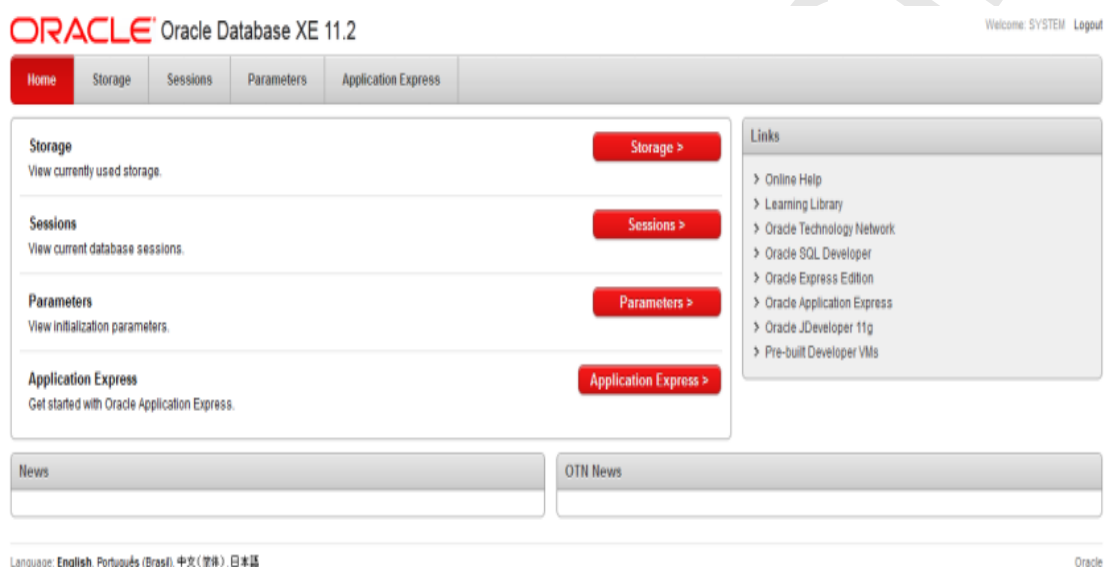 ORACLE Oracle Database XE 11.2
Welcome: SYSTEM Logout
Home Storage Sessions Parameters Application Express
Storage
View currently used storage.
Storage >
Sessions
View current database sessions.
Sessions >
Parameters
View initialization parameters.
Parameters >
Application Express
Get started with Oracle Application Express.
Application Express >
Links
> Online Help
> Learning Library
> Oracle Technology Network
> Oracle SQL Developer
> Oracle Express Edition
> Oracle Application Express
> Oracle JDeveloper 11g
> Pre-built Developer VMs
News
OTN News
Language: English, Português (Brasil), 中文(简体), 日本語
Oracle